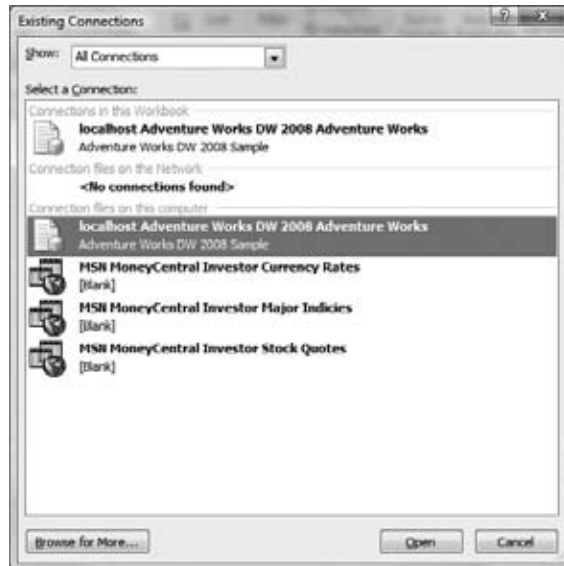 Existing Connections
Show: All Connections
Select a Connection:
Connections in this Workbook
localhost Adventure Works DW 2008 Adventure Works
Adventure Works DW 2008 Sample
Connection files on the Network
<No connections found>
Connection files on this computer
localhost Adventure Works DW 2008 Adventure Works
Adventure Works DW 2008 Sample
MSN MoneyCentral Investor Currency Rates
[Blank]
MSN MoneyCentral Investor Major Indicies
[Blank]
MSN MoneyCentral Investor Stock Quotes
[Blank]
Browse for More... Open Cancel